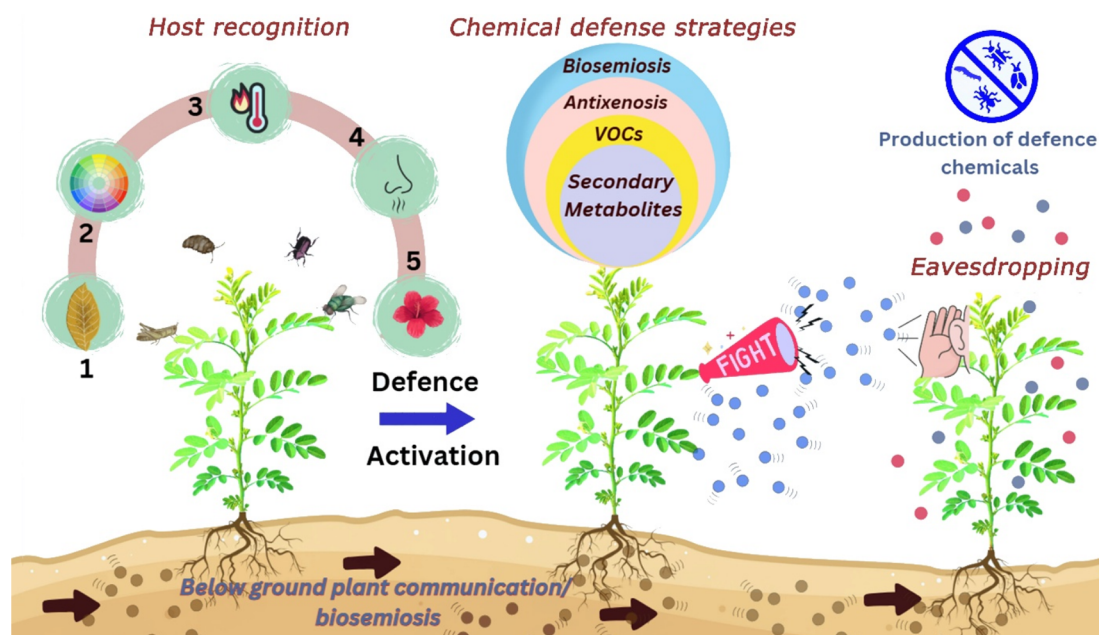 Host recognition
Chemical defense strategies
1
2
3
4
5
Biosemiosis
Antixenosis
VOCs
Secondary
Metabolites
Production of defence
chemicals
Eavesdropping
FIGHT
Defence
Activation
Below ground plant communication/
biosemiosis